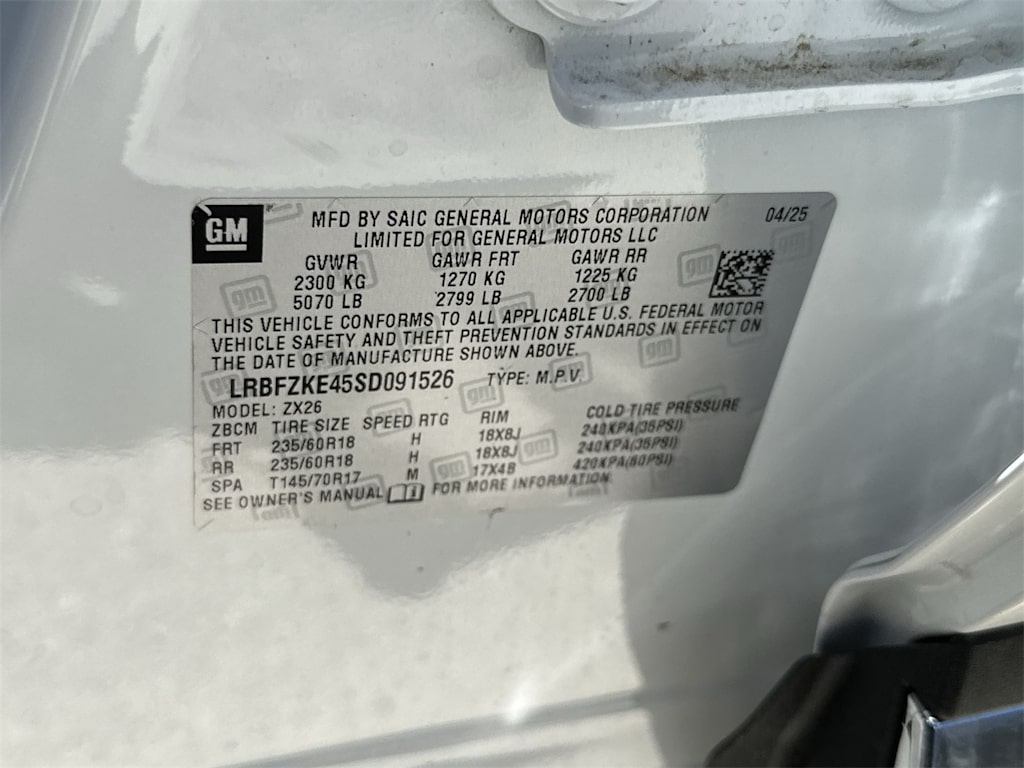 GM
MFD BY SAIC GENERAL MOTORS CORPORATION 04/25
LIMITED FOR GENERAL MOTORS LLC
GVWR GAWR FRT GAWR RR
2300 KG 1270 KG 1225 KG
5070 LB 2799 LB 2700 LB
THIS VEHICLE CONFORMS TO ALL APPLICABLE U.S. FEDERAL MOTOR
VEHICLE SAFETY AND THEFT PREVENTION STANDARDS IN EFFECT ON
THE DATE OF MANUFACTURE SHOWN ABOVE.
LRBFZKE45SD091526 TYPE: M.P.V
MODEL: ZX26
ZBCM TIRE SIZE SPEED RTG RIM COLD TIRE PRESSURE
FRT 235/60R18 H 18X8J 240KPA(35PSI)
RR 235/60R18 H 18X8J 240KPA(35PSI)
SPA T145/70R17 M 17X4B 420KPA(60PSI)
SEE OWNER'S MANUAL FOR MORE INFORMATION.